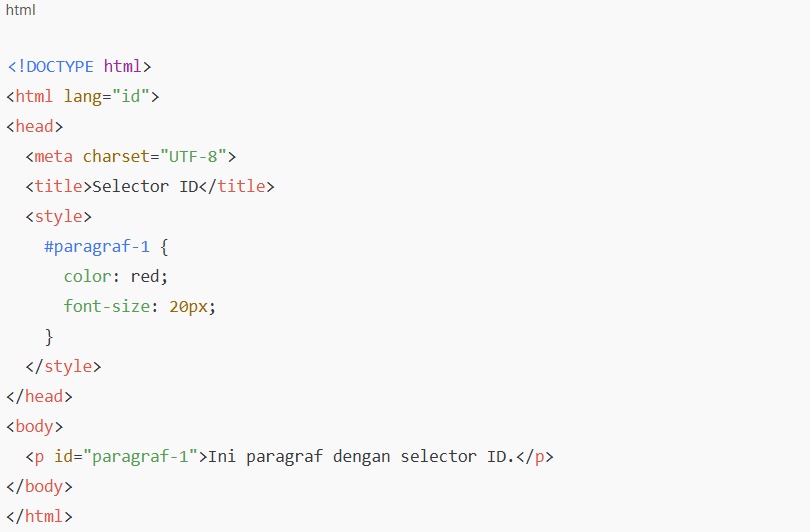 html
<!DOCTYPE html>
<html lang="id">
<head>
  <meta charset="UTF-8">
  <title>Selector ID</title>
  <style>
    #paragraf-1 {
      color: red;
      font-size: 20px;
    }
  </style>
</head>
<body>
  <p id="paragraf-1">Ini paragraf dengan selector ID.</p>
</body>
</html>